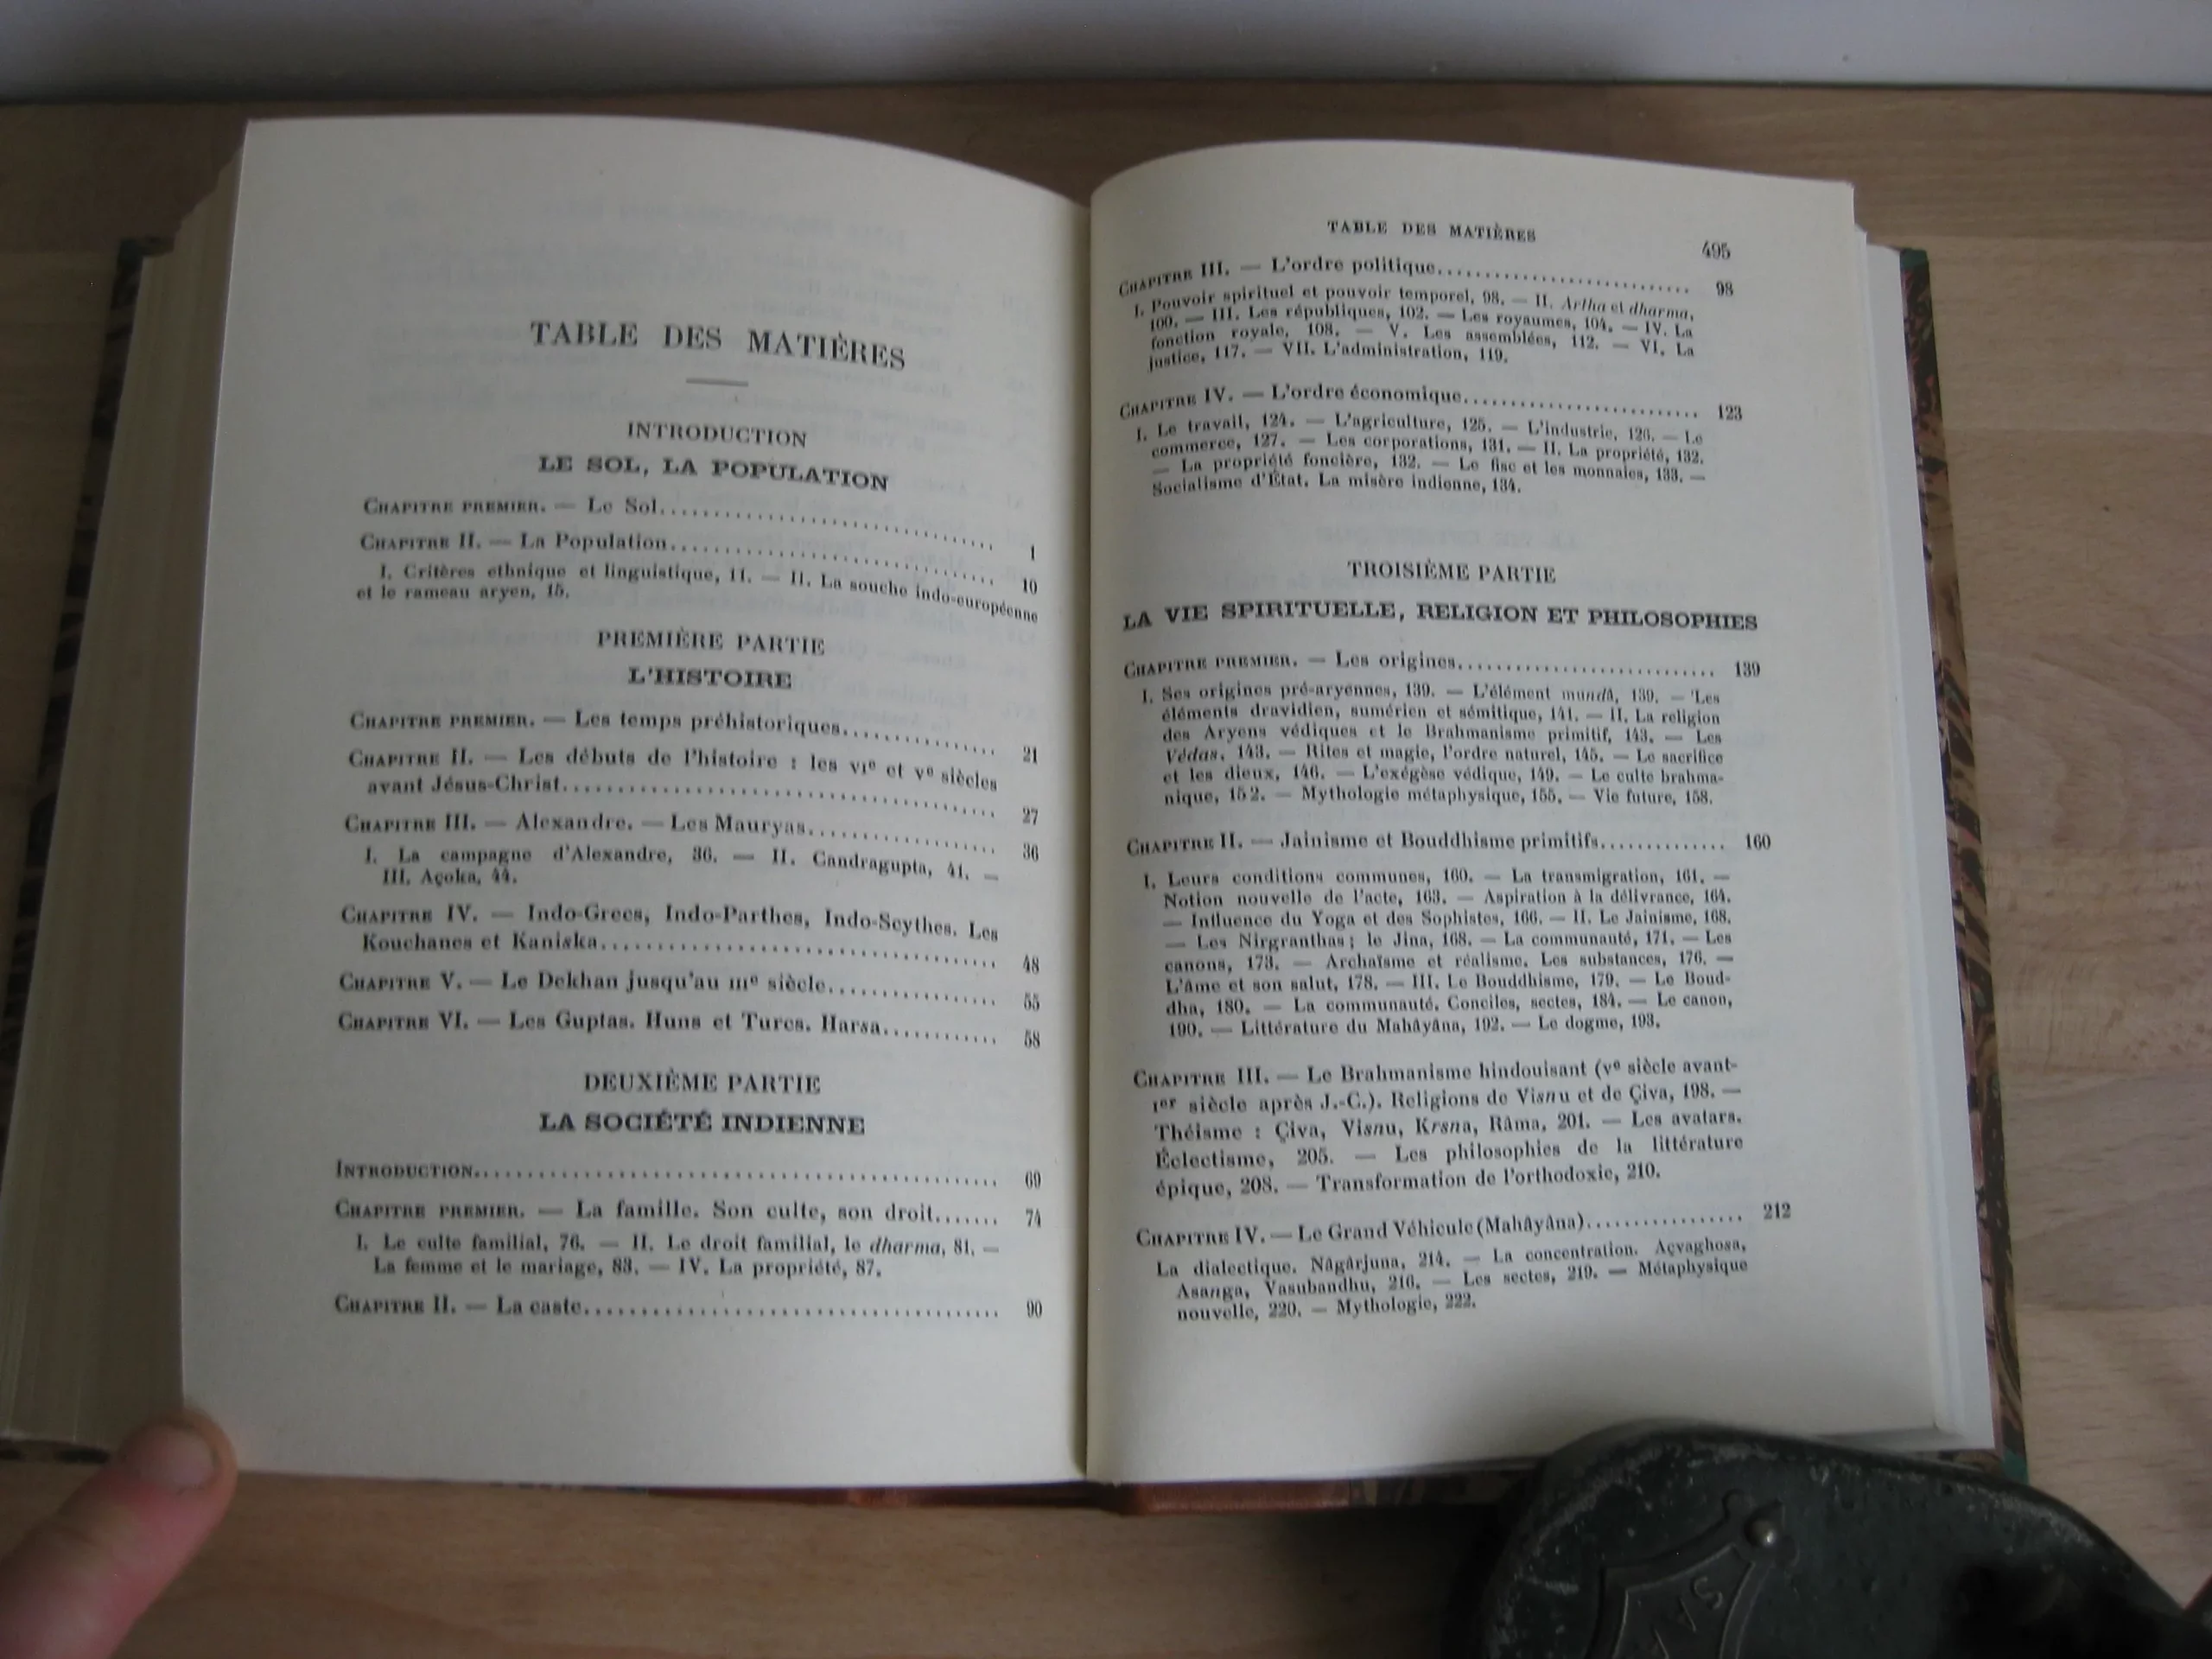 TABLE DES MATIÈRES
INTRODUCTION
LE SOL, LA POPULATION
CHAPITRE PREMIER. — Le Sol........................................ 1
CHAPITRE II. — La Population........................................ 10
I. Critères ethnique et linguistique, 11. — II. La souche indo-européenne
et le rameau aryen, 15.
PREMIÈRE PARTIE
L'HISTOIRE
CHAPITRE PREMIER. — Les temps préhistoriques................ 21
CHAPITRE II. — Les débuts de l'histoire : les VIe et Ve siècles
avant Jésus-Christ........................................ 27
CHAPITRE III. — Alexandre. — Les Mauryas.................... 36
I. La campagne d'Alexandre, 36. — II. Candragupta, 41. —
III. Açoka, 44.
CHAPITRE IV. — Indo-Grecs, Indo-Parthes, Indo-Scythes. Les
Kouchanes et Kaniska........................................ 48
CHAPITRE V. — Le Dekhan jusqu'au IIIe siècle.................. 55
CHAPITRE VI. — Les Guptas. Huns et Turcs. Harsa............ 58
DEUXIÈME PARTIE
LA SOCIÉTÉ INDIENNE
INTRODUCTION........................................ 69
CHAPITRE PREMIER. — La famille. Son culte, son droit....... 74
I. Le culte familial, 76. — II. Le droit familial, le dharma, 81. —
La femme et le mariage, 83. — IV. La propriété, 87.
CHAPITRE II. — La caste........................................ 90
TABLE DES MATIÈRES 495
CHAPITRE III. — L'ordre politique............................ 98
I. Pouvoir spirituel et pouvoir temporel, 98. — II. Artha et dharma,
100. — III. Les républiques, 102. — Les royaumes, 104. — IV. La
fonction royale, 108. — V. Les assemblées, 112. — VI. La
justice, 117. — VII. L'administration, 119.
CHAPITRE IV. — L'ordre économique............................ 123
I. Le travail, 124. — L'agriculture, 125. — L'industrie, 126. — Le
commerce, 127. — Les corporations, 131. — II. La propriété, 132.
— La propriété foncière, 132. — Le fisc et les monnaies, 133. —
Socialisme d'État. La misère indienne, 134.
TROISIÈME PARTIE
LA VIE SPIRITUELLE, RELIGION ET PHILOSOPHIES
CHAPITRE PREMIER. — Les origines............................ 139
I. Ses origines pré-aryennes, 139. — L'élément mundâ, 139. — Les
éléments dravidien, sumérien et sémitique, 141. — II. La religion
des Aryens védiques et le Brahmanisme primitif, 143. — Les
Védas, 143. — Rites et magie, l'ordre naturel, 145. — Le sacrifice
et les dieux, 146. — L'exégèse védique, 149. — Le culte brahma-
nique, 152. — Mythologie métaphysique, 155. — Vie future, 158.
CHAPITRE II. — Jainisme et Bouddhisme primitifs.............. 160
I. Leurs conditions communes, 160. — La transmigration, 161. —
Notion nouvelle de l'acte, 163. — Aspiration à la délivrance, 164.
— Influence du Yoga et des Sophistes, 166. — II. Le Jainisme, 168.
— Les Nirgranthas ; le Jina, 168. — La communauté, 171. — Les
canons, 173. — Archaïsme et réalisme. Les substances, 176. —
L'âme et son salut, 178. — III. Le Bouddhisme, 179. — Le Boud-
dha, 180. — La communauté. Conciles, sectes, 184. — Le canon,
190. — Littérature du Mahâyâna, 192. — Le dogme, 193.
CHAPITRE III. — Le Brahmanisme hindouisant (Ve siècle avant-
Ier siècle après J.-C.). Religions de Visnu et de Çiva, 198. —
Théisme : Çiva, Visnu, Krsna, Râma, 201. — Les avatars.
Éclectisme, 205. — Les philosophies de la littérature
épique, 208. — Transformation de l'orthodoxie, 210.
CHAPITRE IV. — Le Grand Véhicule (Mahâyâna)................ 212
La dialectique. Nâgârjuna, 214. — La concentration. Açvaghosa,
Asanga, Vasubandhu, 216. — Les sectes, 219. — Métaphysique
nouvelle, 220. — Mythologie, 222.